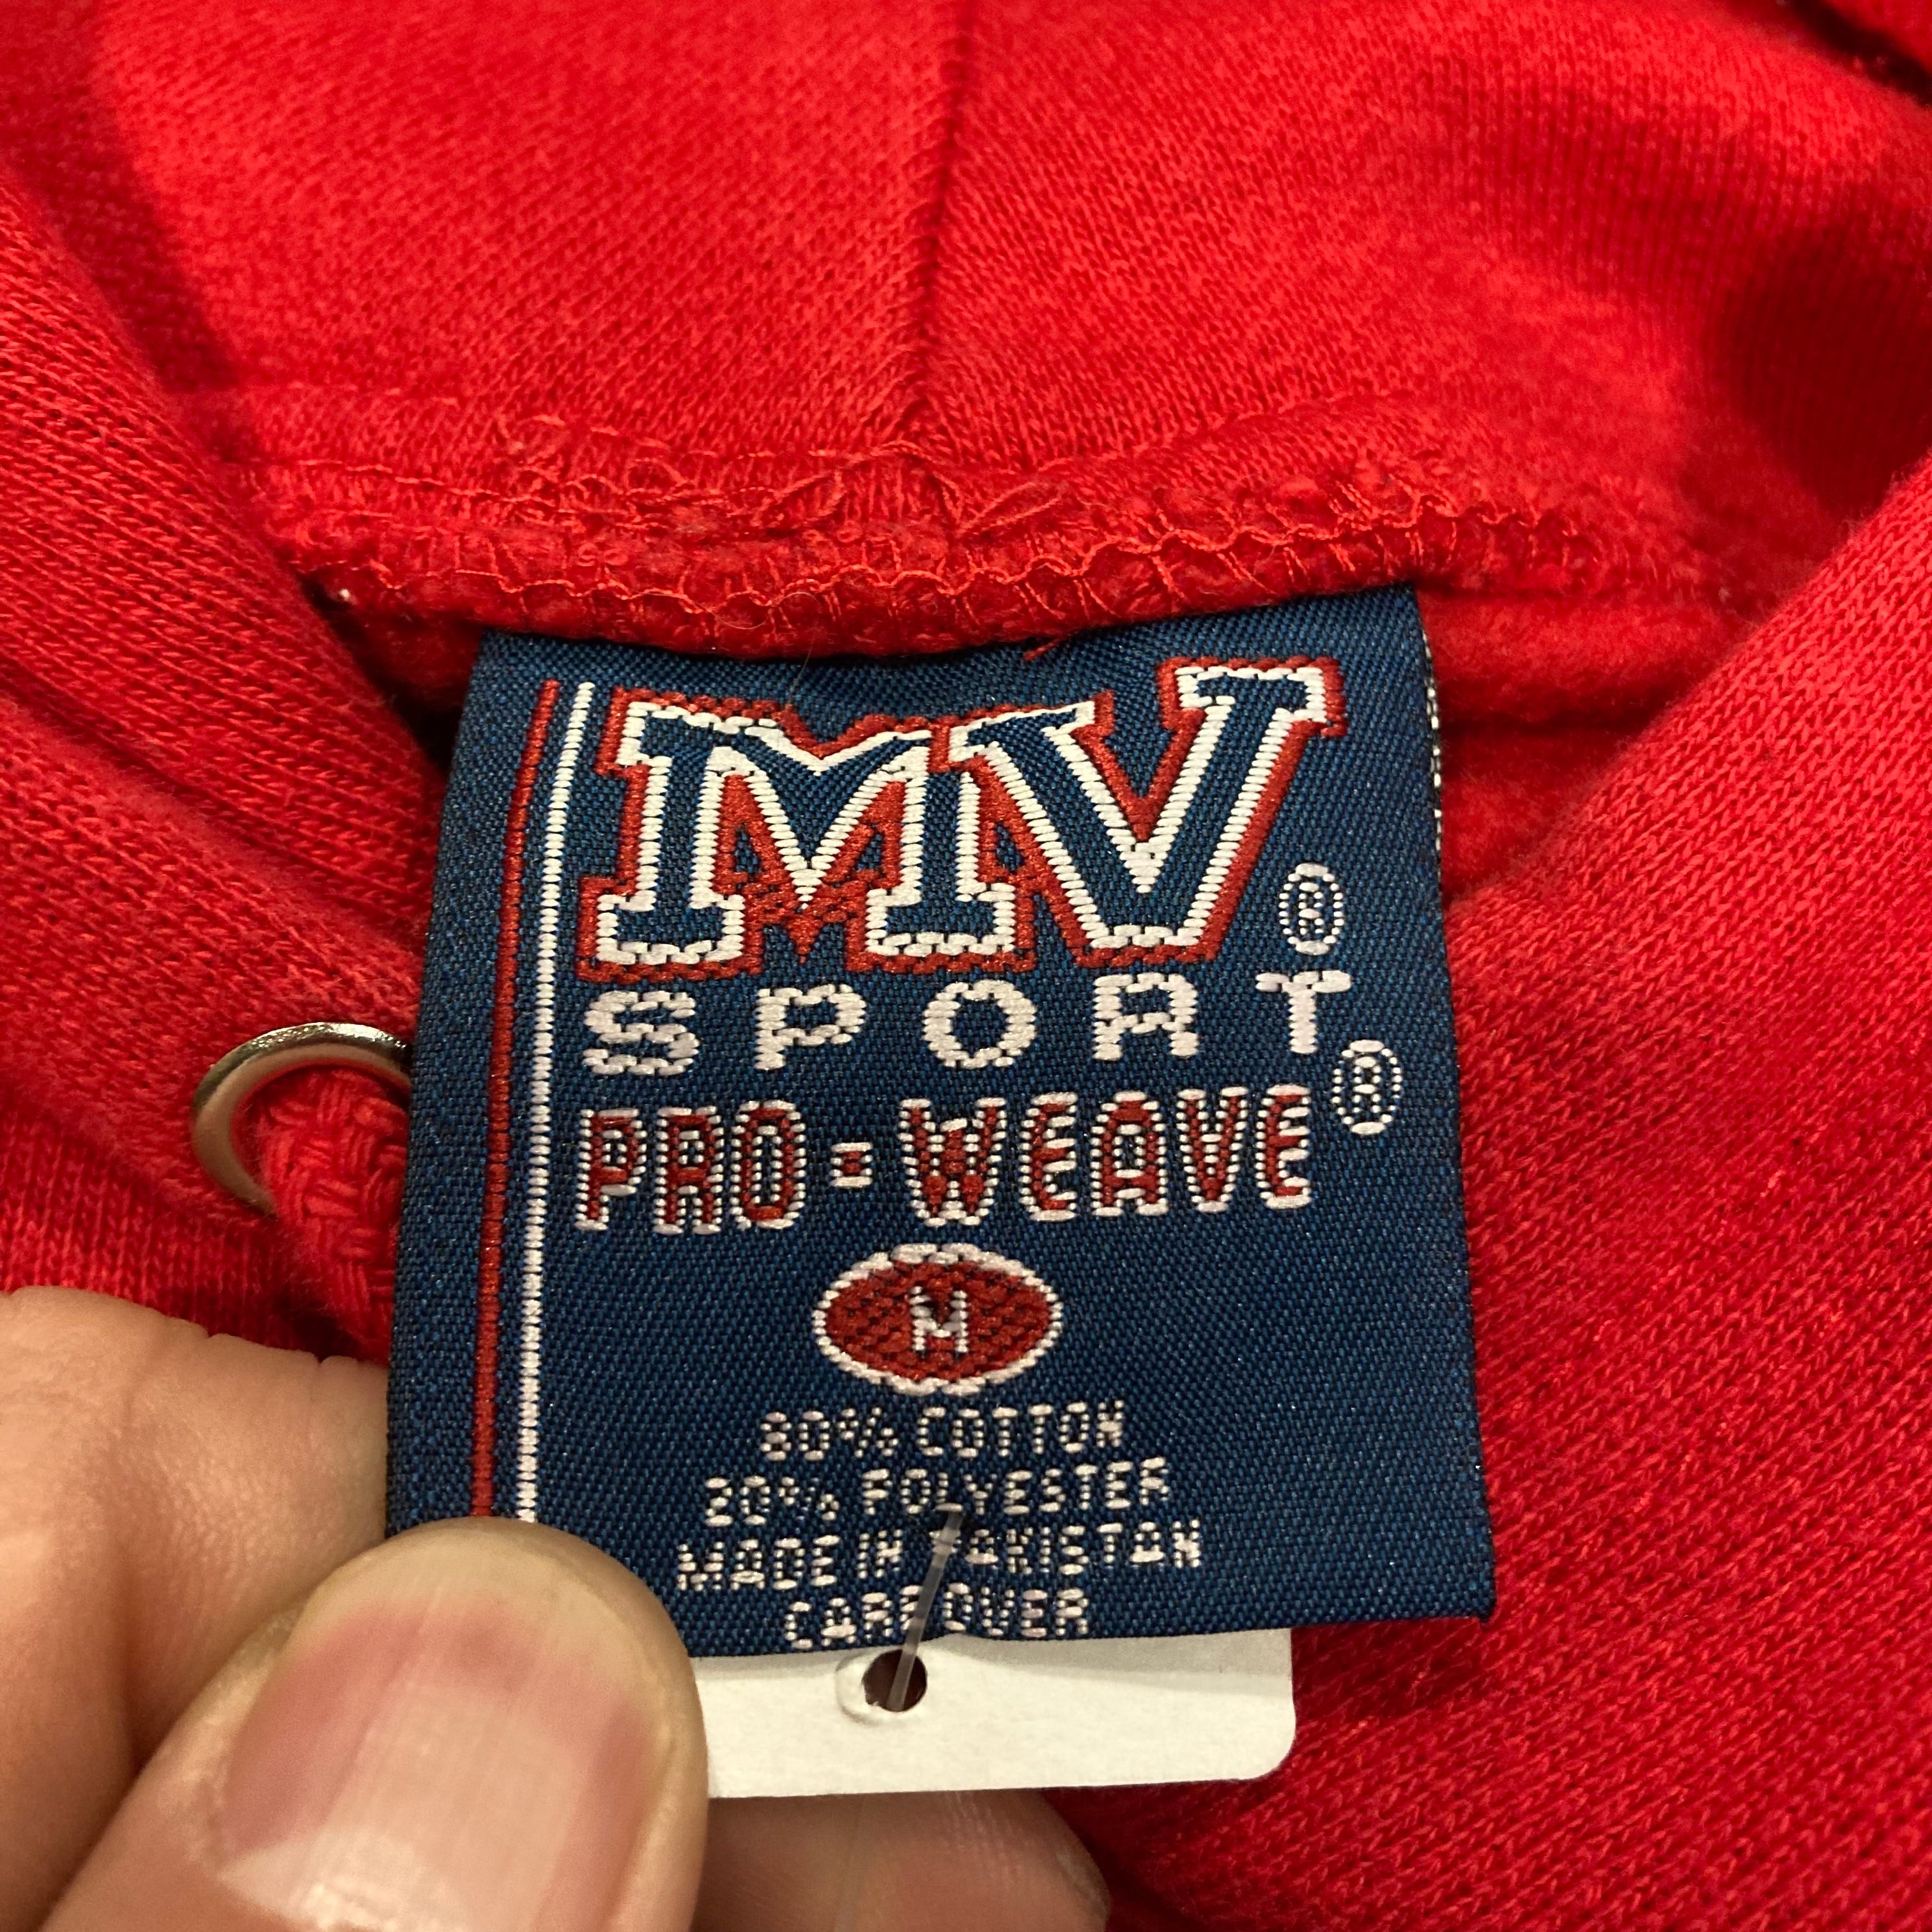 MV®
SPORT
PRO-WEAVE®
M
80% COTTON
20% POLYESTER
MADE IN PAKISTAN
CARE OVER